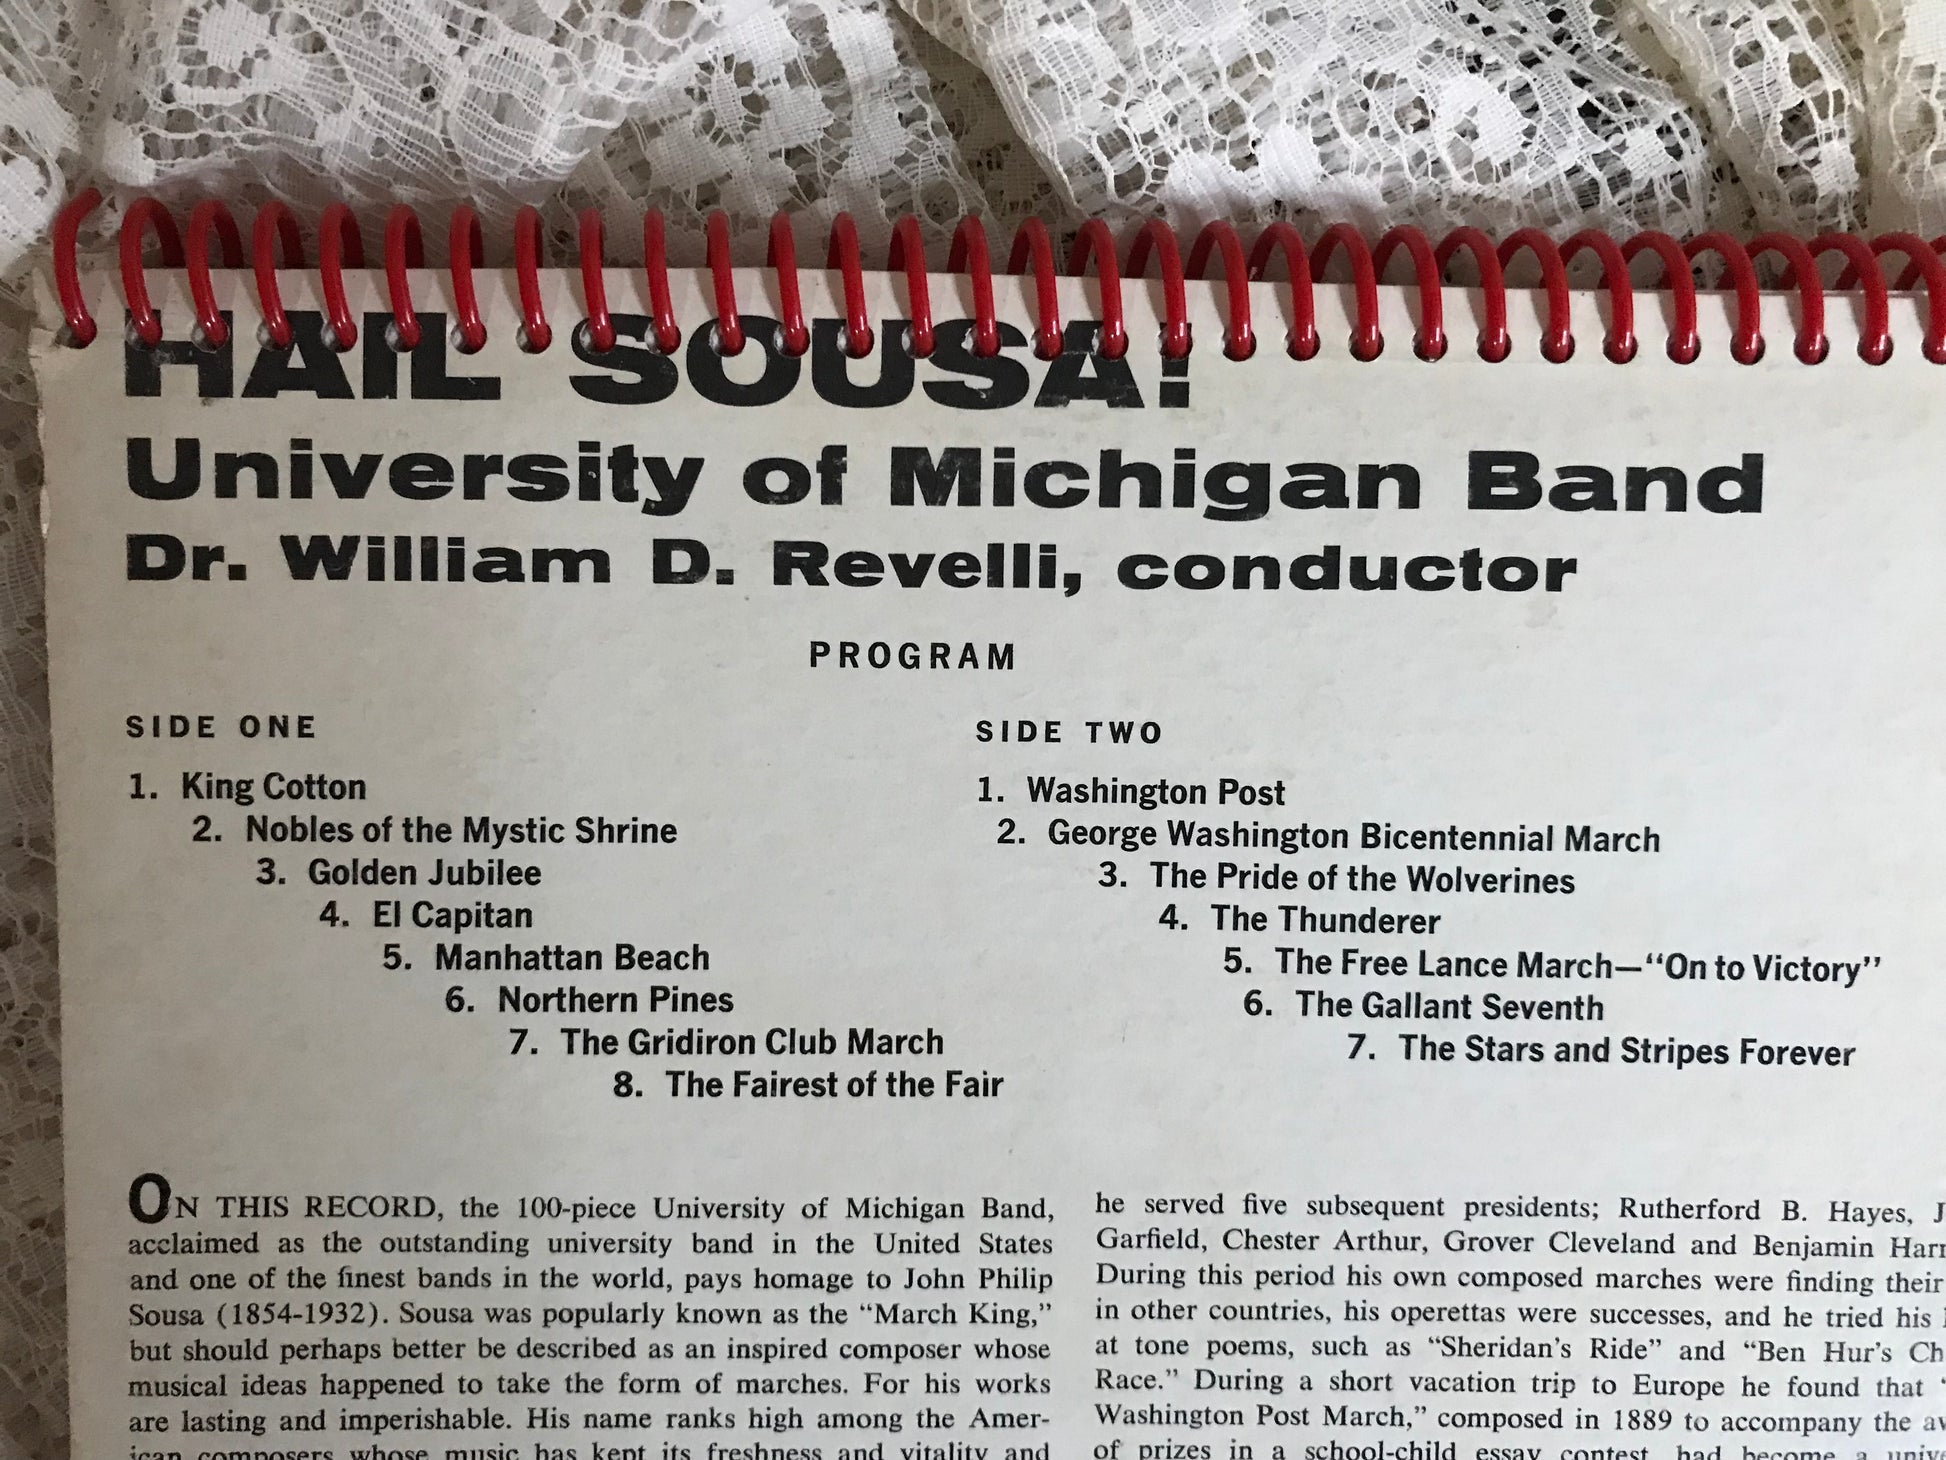 HAIL SOUSA!
University of Michigan Band
Dr. William D. Revelli, conductor
PROGRAM
SIDE ONE
1. King Cotton
2. Nobles of the Mystic Shrine
3. Golden Jubilee
4. El Capitan
5. Manhattan Beach
6. Northern Pines
7. The Gridiron Club March
8. The Fairest of the Fair
SIDE TWO
1. Washington Post
2. George Washington Bicentennial March
3. The Pride of the Wolverines
4. The Thunderer
5. The Free Lance March—“On to Victory”
6. The Gallant Seventh
7. The Stars and Stripes Forever
ON THIS RECORD, the 100-piece University of Michigan Band,
acclaimed as the outstanding university band in the United States
and one of the finest bands in the world, pays homage to John Philip
Sousa (1854-1932). Sousa was popularly known as the “March King,”
but should perhaps better be described as an inspired composer whose
musical ideas happened to take the form of marches. For his works
are lasting and imperishable. His name ranks high among the Amer-
ican composers whose music has kept its freshness and vitality and
he served five subsequent presidents; Rutherford B. Hayes,
Garfield, Chester Arthur, Grover Cleveland and Benjamin
During this period his own composed marches were finding their
in other countries, his operettas were successes, and he tried his
at tone poems, such as “Sheridan’s Ride” and “Ben Hur’s
Race.” During a short vacation trip to Europe he found that
Washington Post March,” composed in 1889 to accompany the
of prizes in a school-child essay contest, had become a